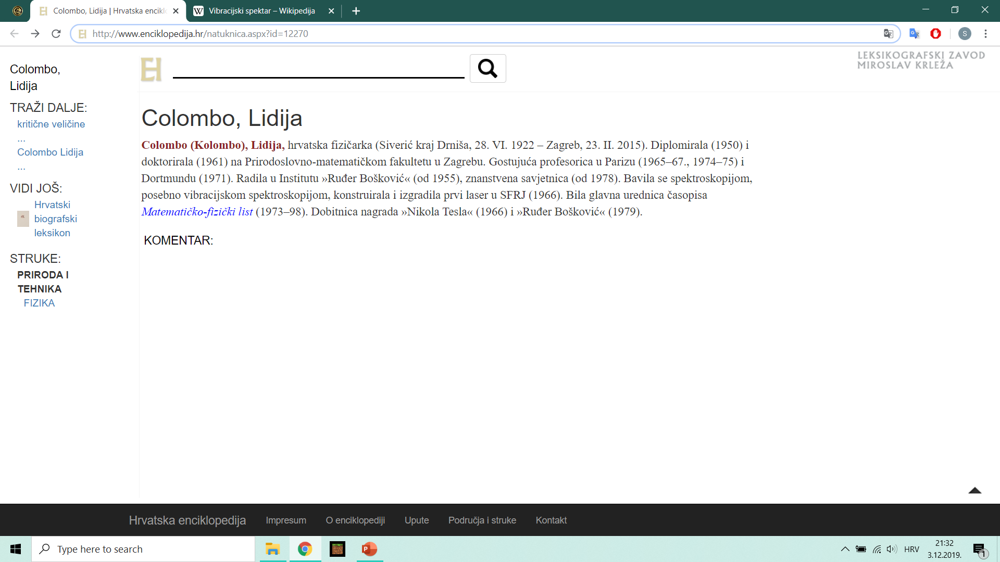 Colombo, Lidija | Hrvatska enciklo
Vibracijski spektar – Wikipedija
http://www.enciklopedija.hr/natuknica.aspx?id=12270
S
Colombo,
Lidija
TRAŽI DALJE:
kritične veličine
...
Colombo Lidija
...
VIDI JOŠ:
Hrvatski
biografski
leksikon
STRUKE:
PRIRODA I
TEHNIKA
FIZIKA
LEKSIKOGRAFSKI ZAVOD
MIROSLAV KRLEŽA
Colombo, Lidija
Colombo (Kolombo), Lidija, hrvatska fizičarka (Siverić kraj Drniša, 28. VI. 1922 – Zagreb, 23. II. 2015). Diplomirala (1950) i
doktorirala (1961) na Prirodoslovno-matematičkom fakultetu u Zagrebu. Gostujuća profesorica u Parizu (1965–67., 1974–75) i
Dortmundu (1971). Radila u Institutu »Ruđer Bošković« (od 1955), znanstvena savjetnica (od 1978). Bavila se spektroskopijom,
posebno vibracijskom spektroskopijom, konstruirala i izgradila prvi laser u SFRJ (1966). Bila glavna urednica časopisa
Matematičko-fizički list (1973–98). Dobitnica nagrada »Nikola Tesla« (1966) i »Ruđer Bošković« (1979).
KOMENTAR:
Hrvatska enciklopedija Impresum O enciklopediji Upute Područja i struke Kontakt
Type here to search
HRV
21:32
3.12.2019.
1